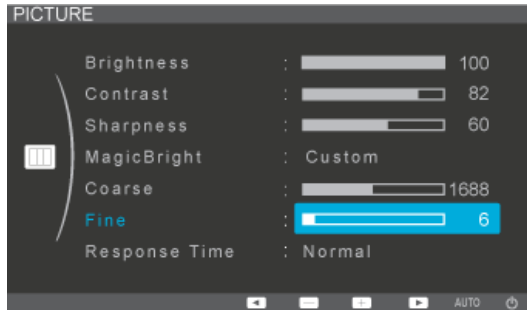 PICTURE
Brightness : 100
Contrast : 82
Sharpness : 60
MagicBright : Custom
Coarse : 1688
Fine : 6
Response Time : Normal
AUTO